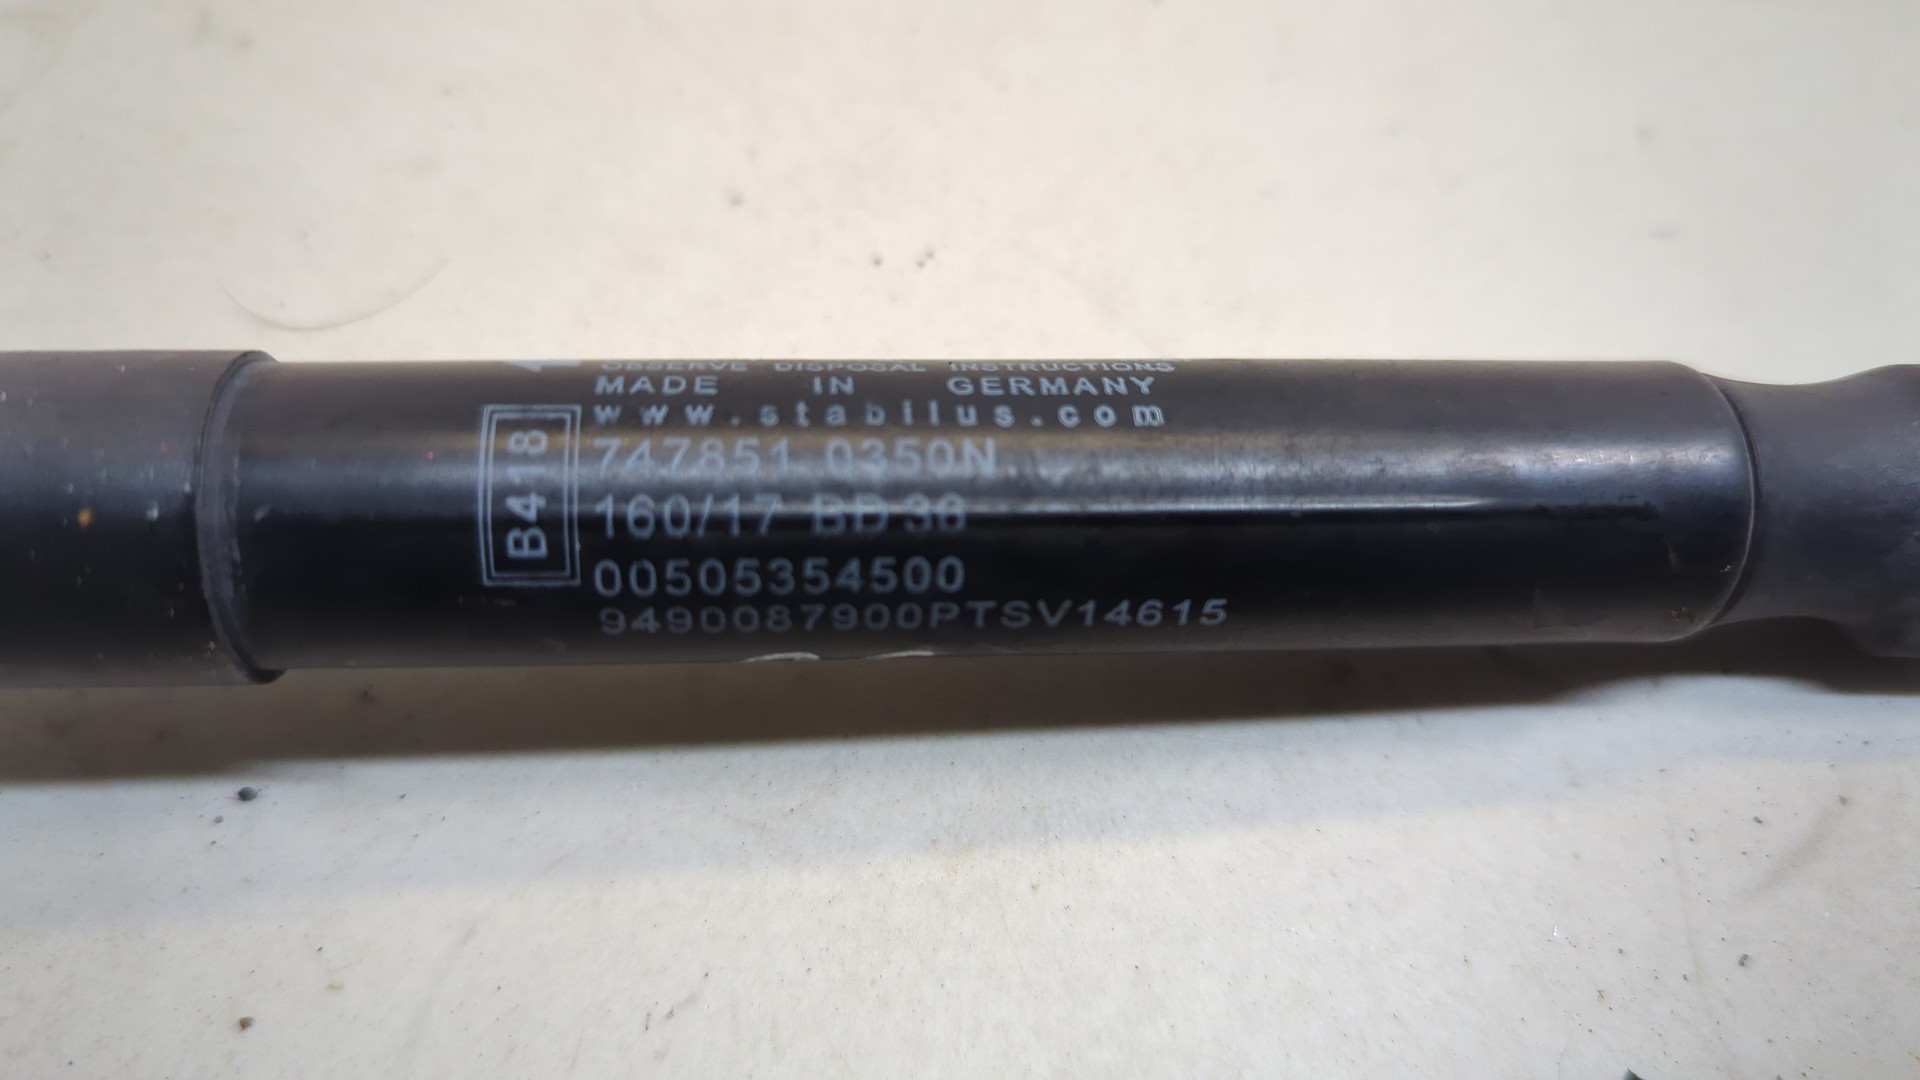 OBSERVE DISPOSAL INSTRUCTIONS
MADE IN GERMANY
www.stabilus.com
B418
747851 0350N
160/17 BD 36
00505354500
9490087900PTSV14615